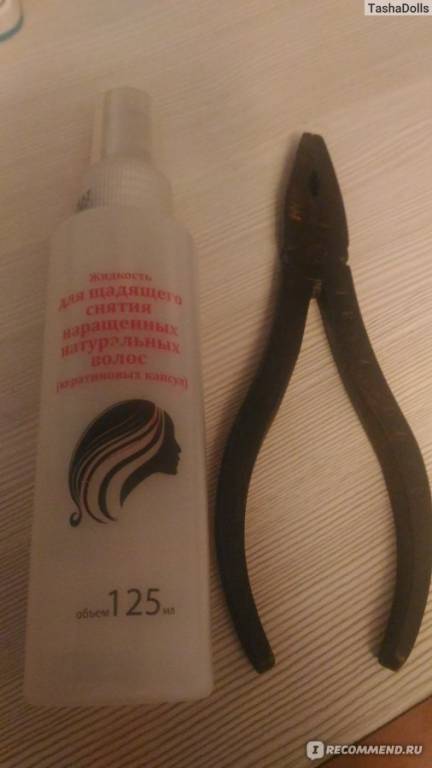 TashaDolls
Жидкость
для щадящего
снятия
наращенных
натуральных
волос
(кератиновых капсул)
объем 125 мл
I RECOMMEND.RU